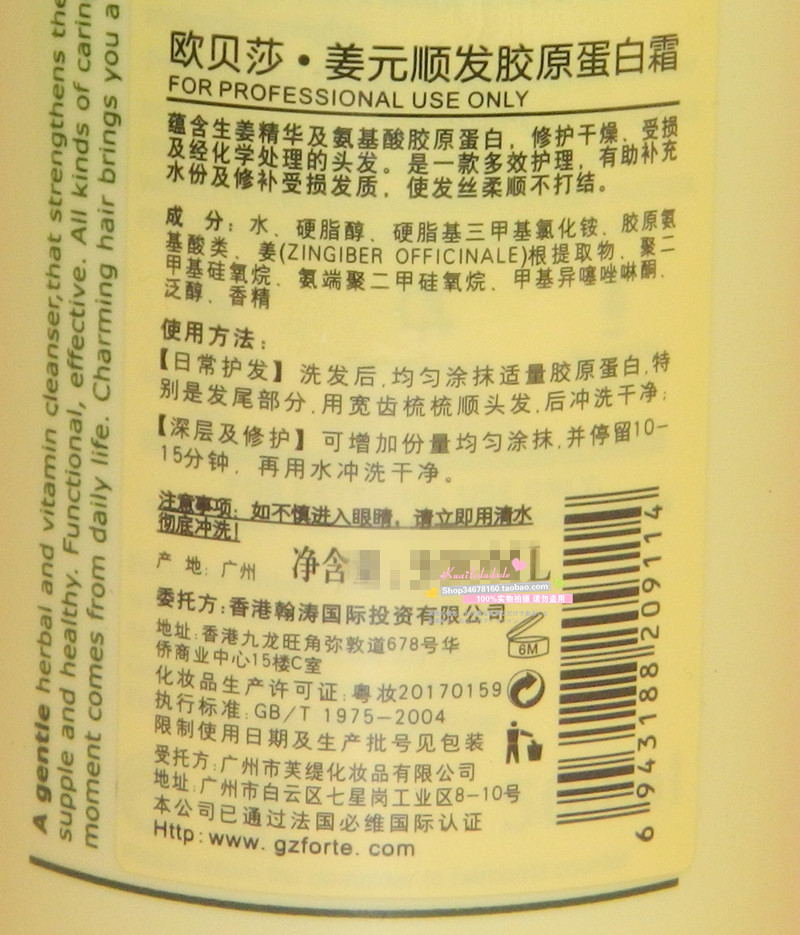 欧贝莎·姜元顺发胶原蛋白霜
FOR PROFESSIONAL USE ONLY
蕴含生姜精华及氨基酸胶原蛋白，修护干燥、受损
及经化学处理的头发。是一款多效护理，有助补充
水份及修补受损发质，使发丝柔顺不打结。
成 分：水、硬脂醇、硬脂基三甲基氯化铵、胶原氨
基酸类、姜(ZINGIBER OFFICINALE)根提取物、聚二
甲基硅氧烷、氨端聚二甲硅氧烷、甲基异噻唑啉酮、
泛醇、香精
使用方法：
【日常护发】 洗发后,均匀涂抹适量胶原蛋白,特
别是发尾部分,用宽齿梳梳顺头发,后冲洗干净;
【深层及修护】 可增加份量均匀涂抹,并停留10-
15分钟，再用水冲洗干净。
注意事项：如不慎进入眼睛，请立即用清水
彻底冲洗！
产 地：广州
净含
L
Shop34678160.taobao.com
100%实物拍摄 请勿盗用
委托方:香港翰涛国际投资有限公司
地址:香港九龙旺角弥敦道678号华
侨商业中心15楼C室
化妆品生产许可证:粤妆20170159
执行标准:GB/T 1975-2004
限制使用日期及生产批号见包装
受托方:广州市芙缇化妆品有限公司
地址:广州市白云区七星岗工业区8-10号
本公司已通过法国必维国际认证
Http:www.gzforte.com
6M
6943188209114
A gentle herbal and vitamin cleanser,that strengthens the
supple and healthy. Functional, effective. All kinds of carin
moment comes from daily life. Charming hair brings you a